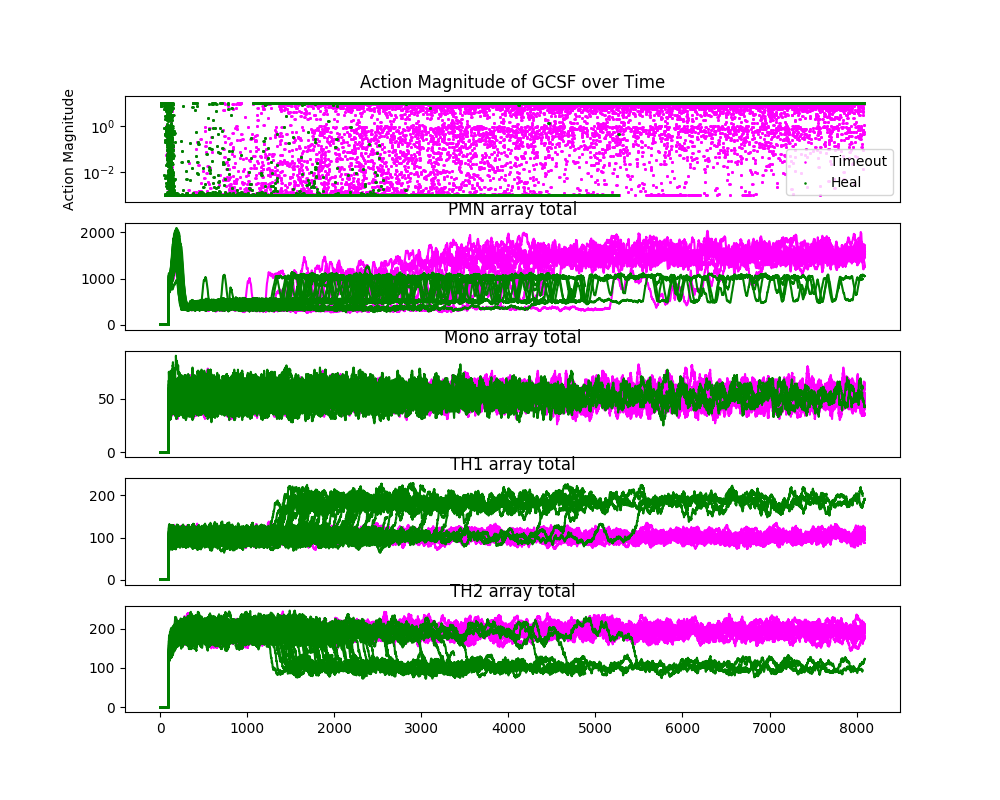 Action Magnitude of GCSF over Time
Action Magnitude
10⁰
10⁻²
Timeout
Heal
PMN array total
2000
1000
0
Mono array total
50
0
TH1 array total
200
100
0
TH2 array total
200
100
0
0 1000 2000 3000 4000 5000 6000 7000 8000